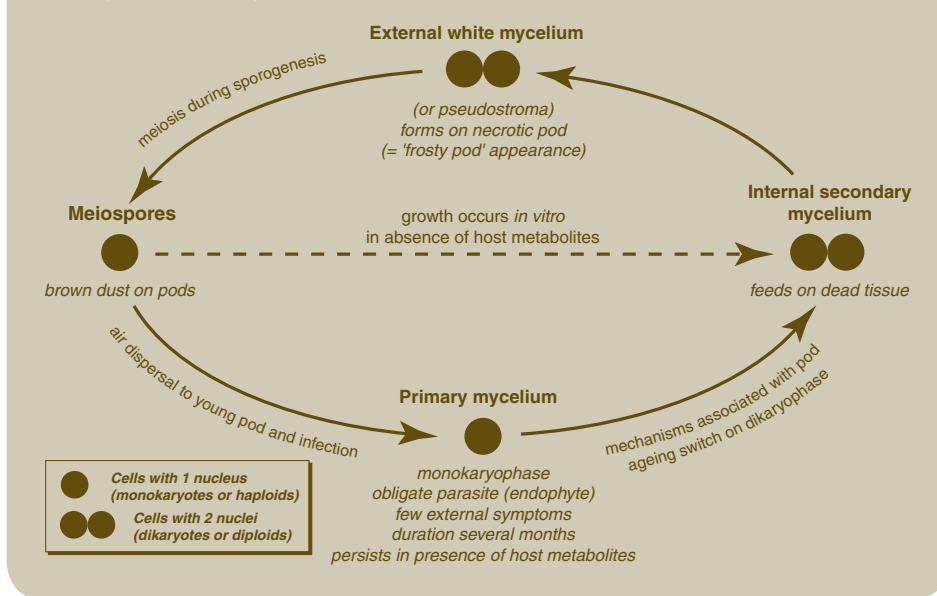 External white mycelium
(or pseudostroma)
forms on necrotic pod
(= 'frosty pod' appearance)
meiosis during sporogenesis
Meiospores
brown dust on pods
growth occurs in vitro
in absence of host metabolites
Internal secondary
mycelium
feeds on dead tissue
air dispersal to young pod and infection
Primary mycelium
monokaryophase
obligate parasite (endophyte)
few external symptoms
duration several months
persists in presence of host metabolites
mechanisms associated with pod
ageing switch on dikaryophase
Cells with 1 nucleus
(monokaryotes or haploids)
Cells with 2 nuclei
(dikaryotes or diploids)